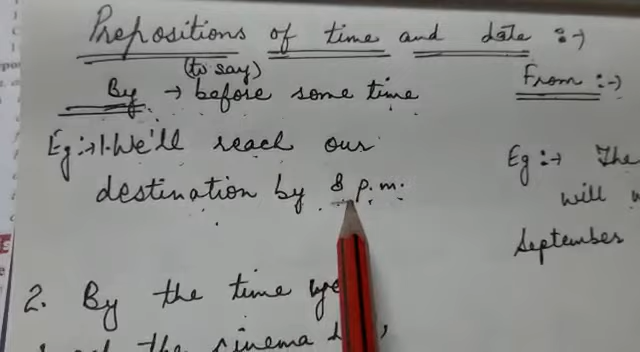 Prepositions of time and date :-)
(to say)
By → before some time
From :→
Eg :→ 1. We'll reach our
destination by 8 p.m.
Eg :→ The
will
September
2. By the time
the cinema